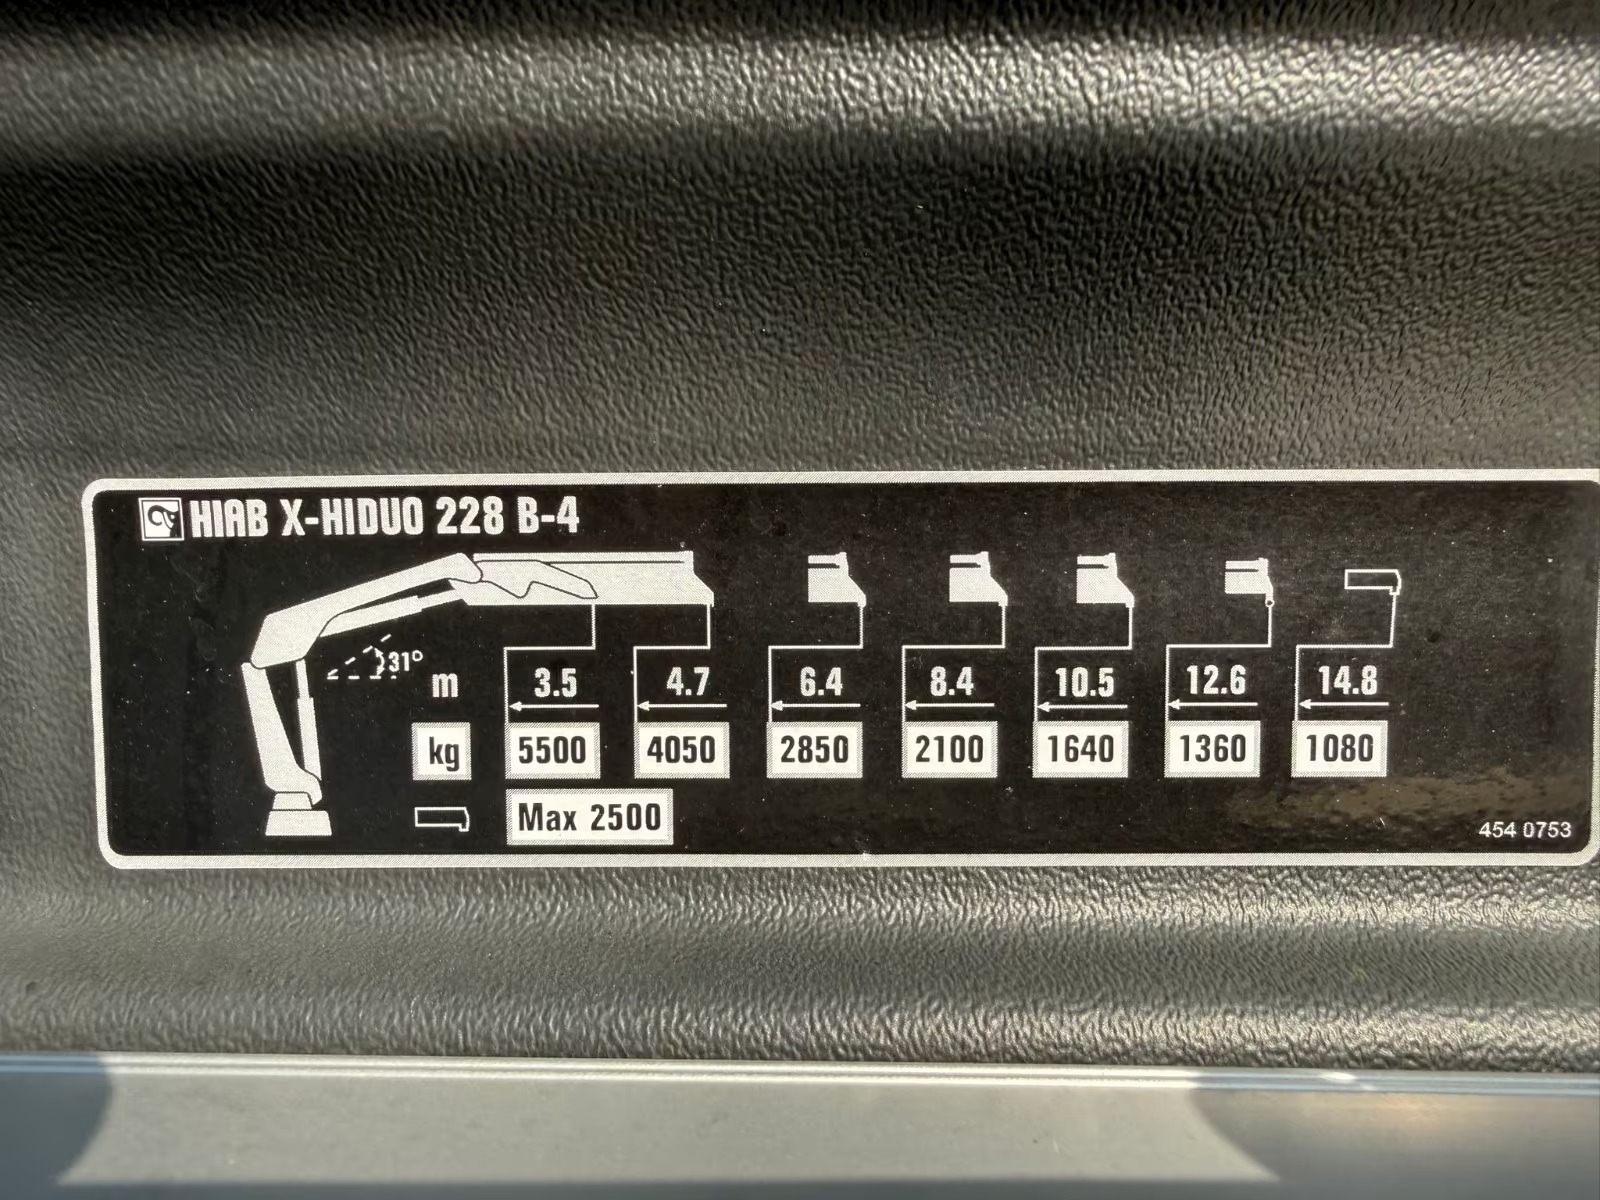 HIAB X-HIDUO 228 B-4
31°
m 3.5 4.7 6.4 8.4 10.5 12.6 14.8
kg 5500 4050 2850 2100 1640 1360 1080
Max 2500
454 0753